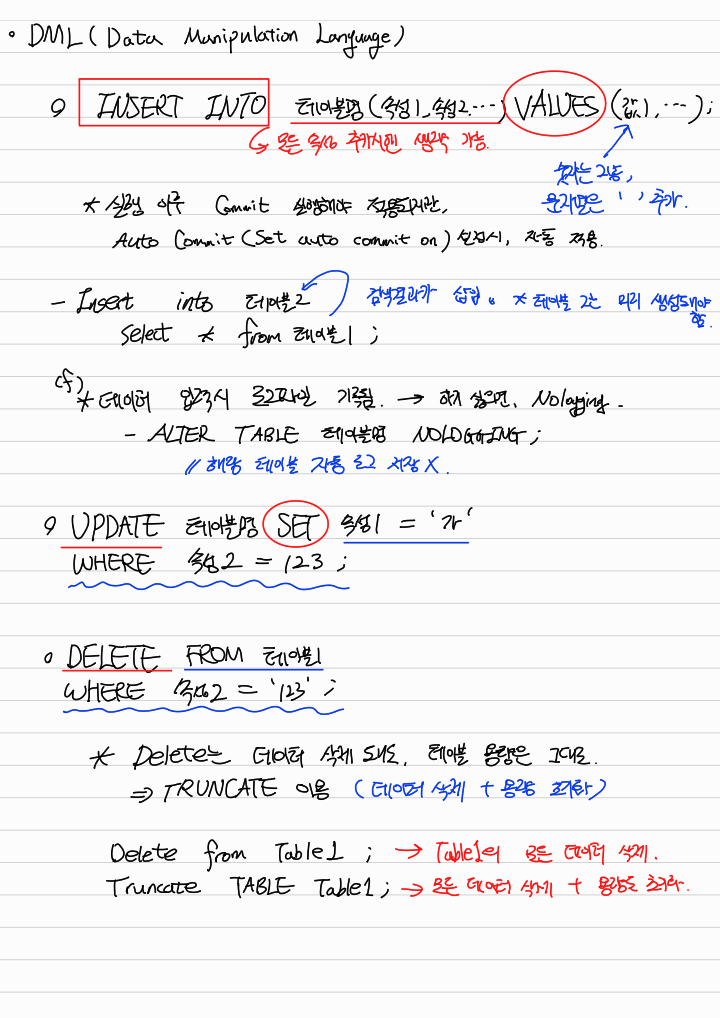 • DML ( Data Manipulation Language )
○ INSERT INTO 테이블명 (속성1, 속성2, ...) VALUES (값1, ...) ;
↳ 모든 속성 추가시엔 생략 가능.
숫자는 그냥,
문자열은 ' ' 추가.
* 실행 이후 Commit 실행해야 적용되지만,
Auto Commit (Set auto commit on) 설정시, 자동 적용.
- Insert into 테이블2
select * from 테이블1 ;
검색결과가 삽입됨 * 테이블 2는 미리 생성돼야
함.
cf)
* 데이터 입력시 로그파일 기록됨. → 하지 싫으면, Nologging.
- ALTER TABLE 테이블명 NOLOGGING ;
// 해당 테이블 자동 로그 저장 X.
○ UPDATE 테이블명 SET 속성1 = '가'
WHERE 속성2 = 123 ;
○ DELETE FROM 테이블1
WHERE 속성2 = '123' ;
* Delete는 데이터 삭제 돼도, 테이블 용량은 그대로.
⇒ TRUNCATE 이용 ( 데이터 삭제 + 용량 초기화 )
Delete from Table1 ; → Table1의 모든 데이터 삭제.
Truncate TABLE Table1 ; → 모든 데이터 삭제 + 용량도 초기화.